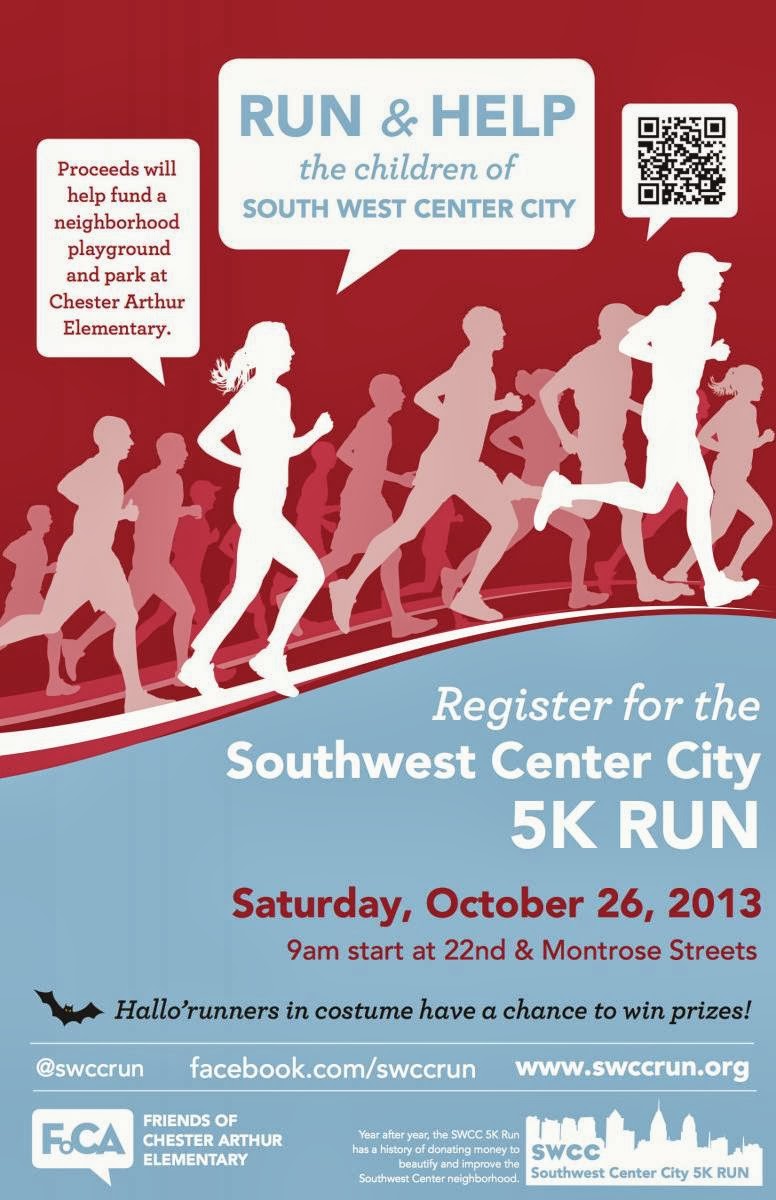 RUN & HELP
the children of
SOUTH WEST CENTER CITY
Proceeds will
help fund a
neighborhood
playground
and park at
Chester Arthur
Elementary.
Register for the
Southwest Center City
5K RUN
Saturday, October 26, 2013
9am start at 22nd & Montrose Streets
Hallo'runners in costume have a chance to win prizes!
@swccrun facebook.com/swccrun www.swccrun.org
FoCA
FRIENDS OF
CHESTER ARTHUR
ELEMENTARY
Year after year, the SWCC 5K Run
has a history of donating money to
beautify and improve the
Southwest Center neighborhood.
SWCC
Southwest Center City 5K RUN